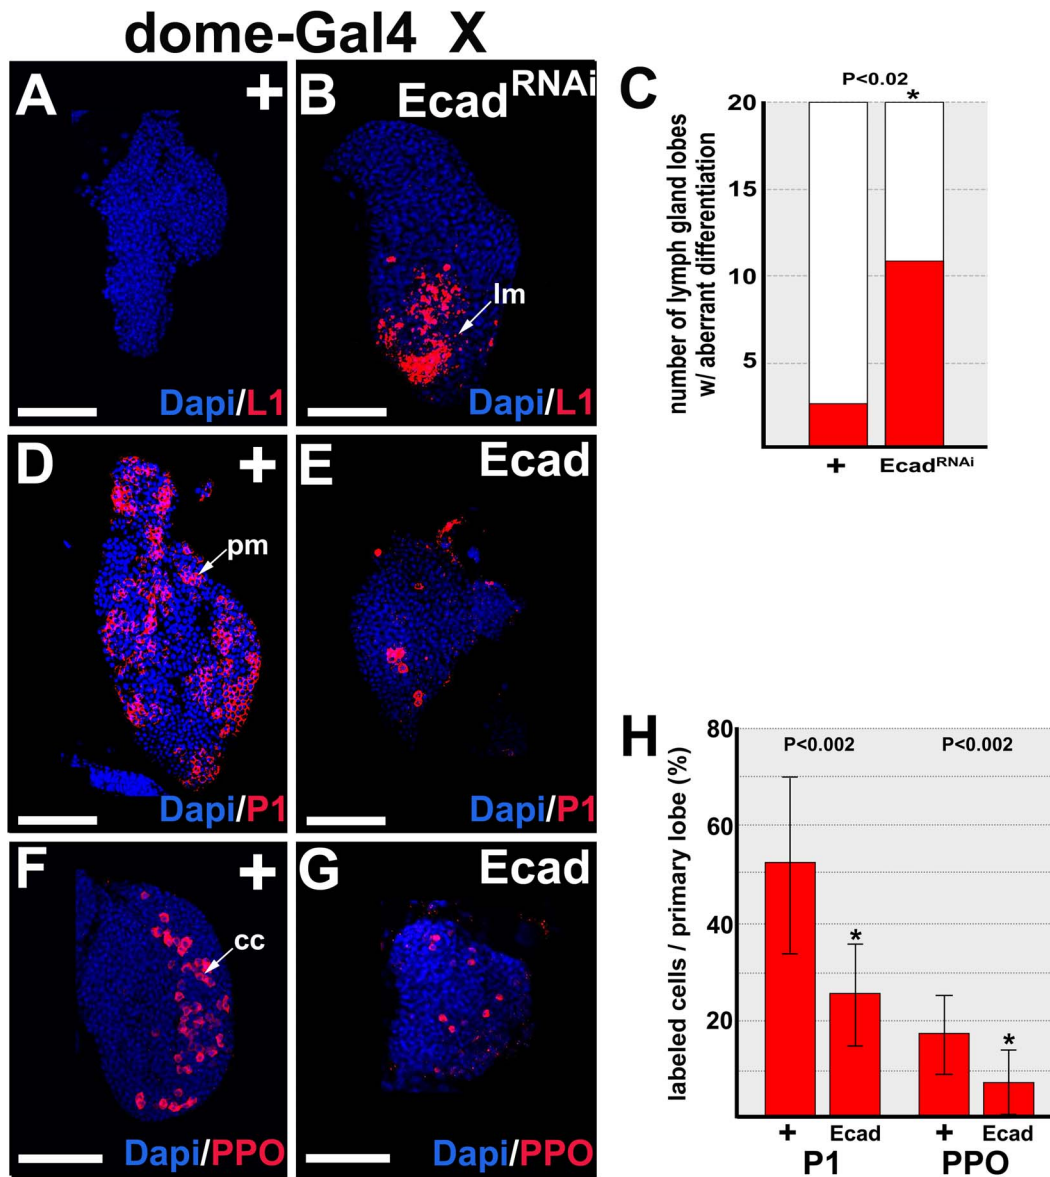 dome-Gal4 X
A +
Dapi/L1
B Ecad RNAi
lm
Dapi/L1
C
P<0.02
*
number of lymph gland lobes
w/ aberrant differentiation
20
15
10
5
+ Ecad RNAi
D +
pm
Dapi/P1
E Ecad
Dapi/P1
F +
cc
Dapi/PPO
G Ecad
Dapi/PPO
H
P<0.002 P<0.002
labeled cells / primary lobe (%)
80
60
40
20
* *
+ Ecad + Ecad
P1 PPO